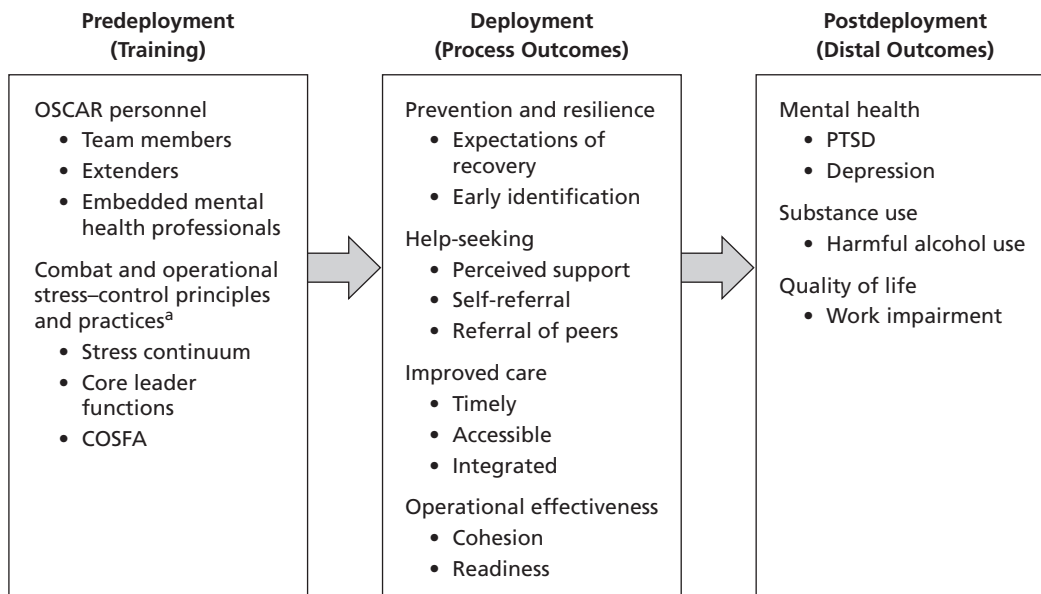 Predeployment
(Training)
OSCAR personnel
• Team members
• Extenders
• Embedded mental
health professionals
Combat and operational
stress–control principles
and practicesᵃ
• Stress continuum
• Core leader
functions
• COSFA
Deployment
(Process Outcomes)
Prevention and resilience
• Expectations of
recovery
• Early identification
Help-seeking
• Perceived support
• Self-referral
• Referral of peers
Improved care
• Timely
• Accessible
• Integrated
Operational effectiveness
• Cohesion
• Readiness
Postdeployment
(Distal Outcomes)
Mental health
• PTSD
• Depression
Substance use
• Harmful alcohol use
Quality of life
• Work impairment